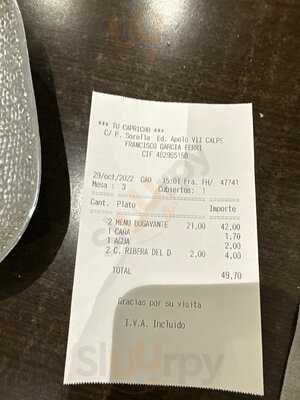 *** TU CAPRICHO ***
C/ P. Sorolla Ed. Apolo VII CALPE
FRANCISCO GARCIA FERRI
CIF
29/oct/2022 CAO 15:01 Fra. FH/ 47741
Mesa : 3 Cubiertos: 1
Cant. Plato Importe
2 MENU BOGAVANTE 21,00 42,00
1 CAÑA 1,70
1 AGUA 2,00
2 C. RIBERA DEL D 2,00 4,00
TOTAL 49,70
Gracias por su visita
I.V.A. Incluido
Sluurpy